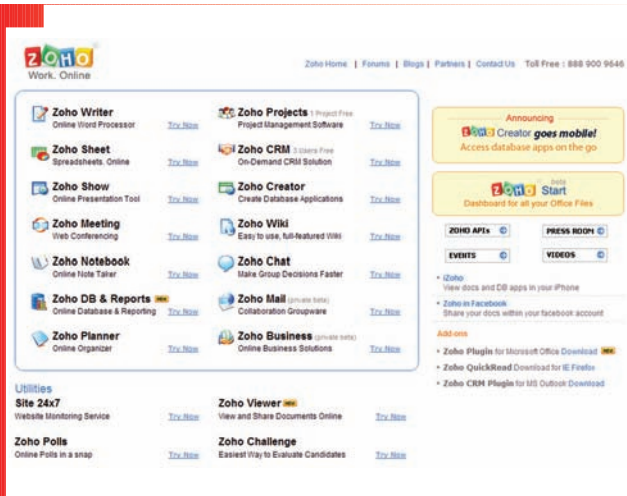 ZOHO
Work. Online
Zoho Home | Forums | Blogs | Partners | Contact Us Toll Free : 888 900 9646
Zoho Writer
Online Word Processor Try Now
Zoho Sheet
Spreadsheets. Online Try Now
Zoho Show
Online Presentation Tool Try Now
Zoho Meeting
Web Conferencing Try Now
Zoho Notebook
Online Note Taker Try Now
Zoho DB & Reports NEW
Online Database & Reporting Try Now
Zoho Planner
Online Organizer Try Now
Zoho Projects 1 Project Free
Project Management Software Try Now
Zoho CRM 3 Users Free
On-Demand CRM Solution Try Now
Zoho Creator
Create Database Applications Try Now
Zoho Wiki
Easy to use, full-featured Wiki Try Now
Zoho Chat
Make Group Decisions Faster Try Now
Zoho Mail (private beta)
Collaboration Groupware Try Now
Zoho Business (private beta)
Online Business Solutions Try Now
Utilities
Site 24x7
Website Monitoring Service Try Now
Zoho Viewer NEW
View and Share Documents Online Try Now
Zoho Polls
Online Polls in a snap Try Now
Zoho Challenge
Easiest Way to Evaluate Candidates Try Now
Announcing
ZOHO Creator goes mobile!
Access database apps on the go
ZOHO Start beta
Dashboard for all your Office Files
ZOHO APIs PRESS ROOM
EVENTS VIDEOS
• iZoho
View docs and DB apps in your iPhone
• Zoho in Facebook
Share your docs within your facebook account
Add-ons
• Zoho Plugin for Microsoft Office Download NEW
• Zoho QuickRead Download for IE Firefox
• Zoho CRM Plugin for MS Outlook Download